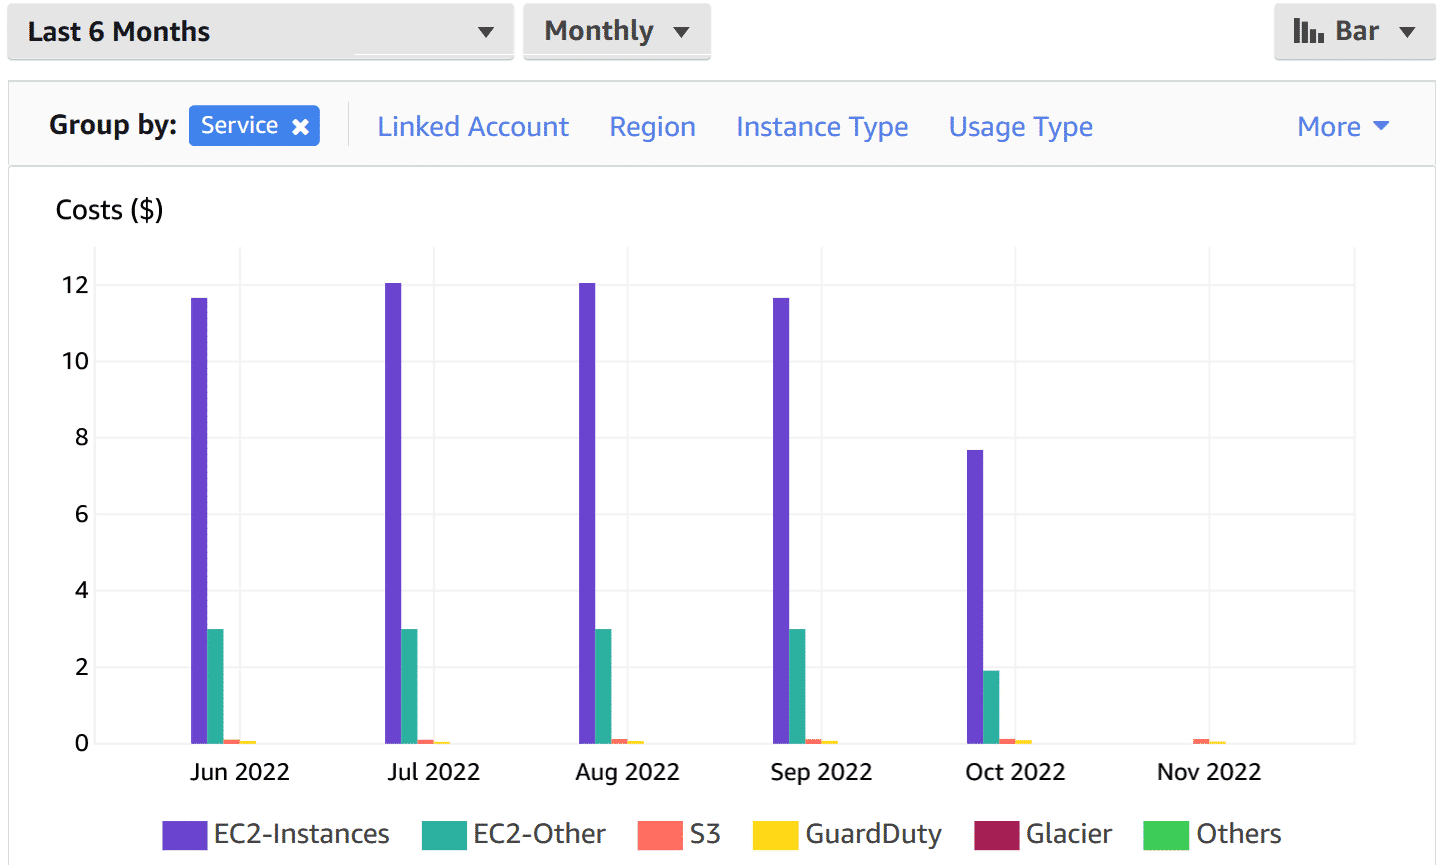 Last 6 Months Monthly Bar
Group by: Service Linked Account Region Instance Type Usage Type More
Costs ($)
12
10
8
6
4
2
0
Jun 2022 Jul 2022 Aug 2022 Sep 2022 Oct 2022 Nov 2022
EC2-Instances EC2-Other S3 GuardDuty Glacier Others